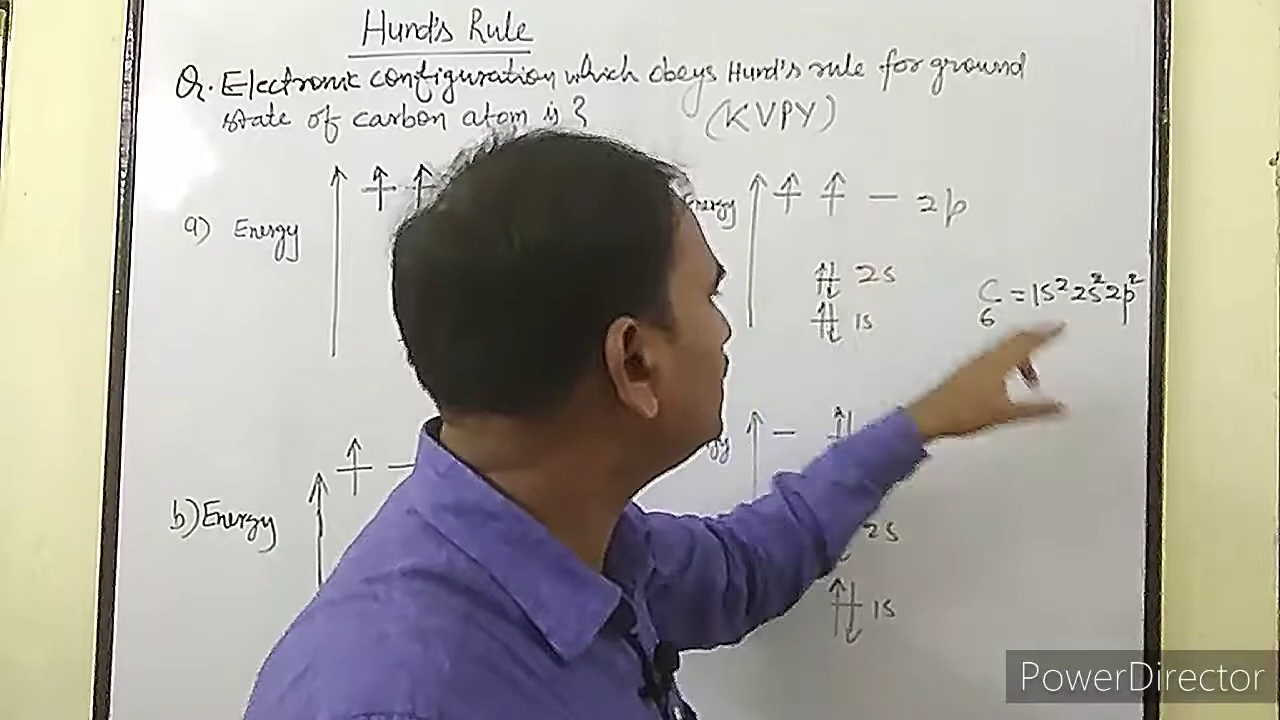 Hund's Rule
Q. Electronic configuration which obeys Hund's rule for ground
state of carbon atom is?
(KVPY)
a) Energy
Energy
2p
2s
1s
C = 1s² 2s² 2p²
6
b) Energy
gy
2s
1s
PowerDirector